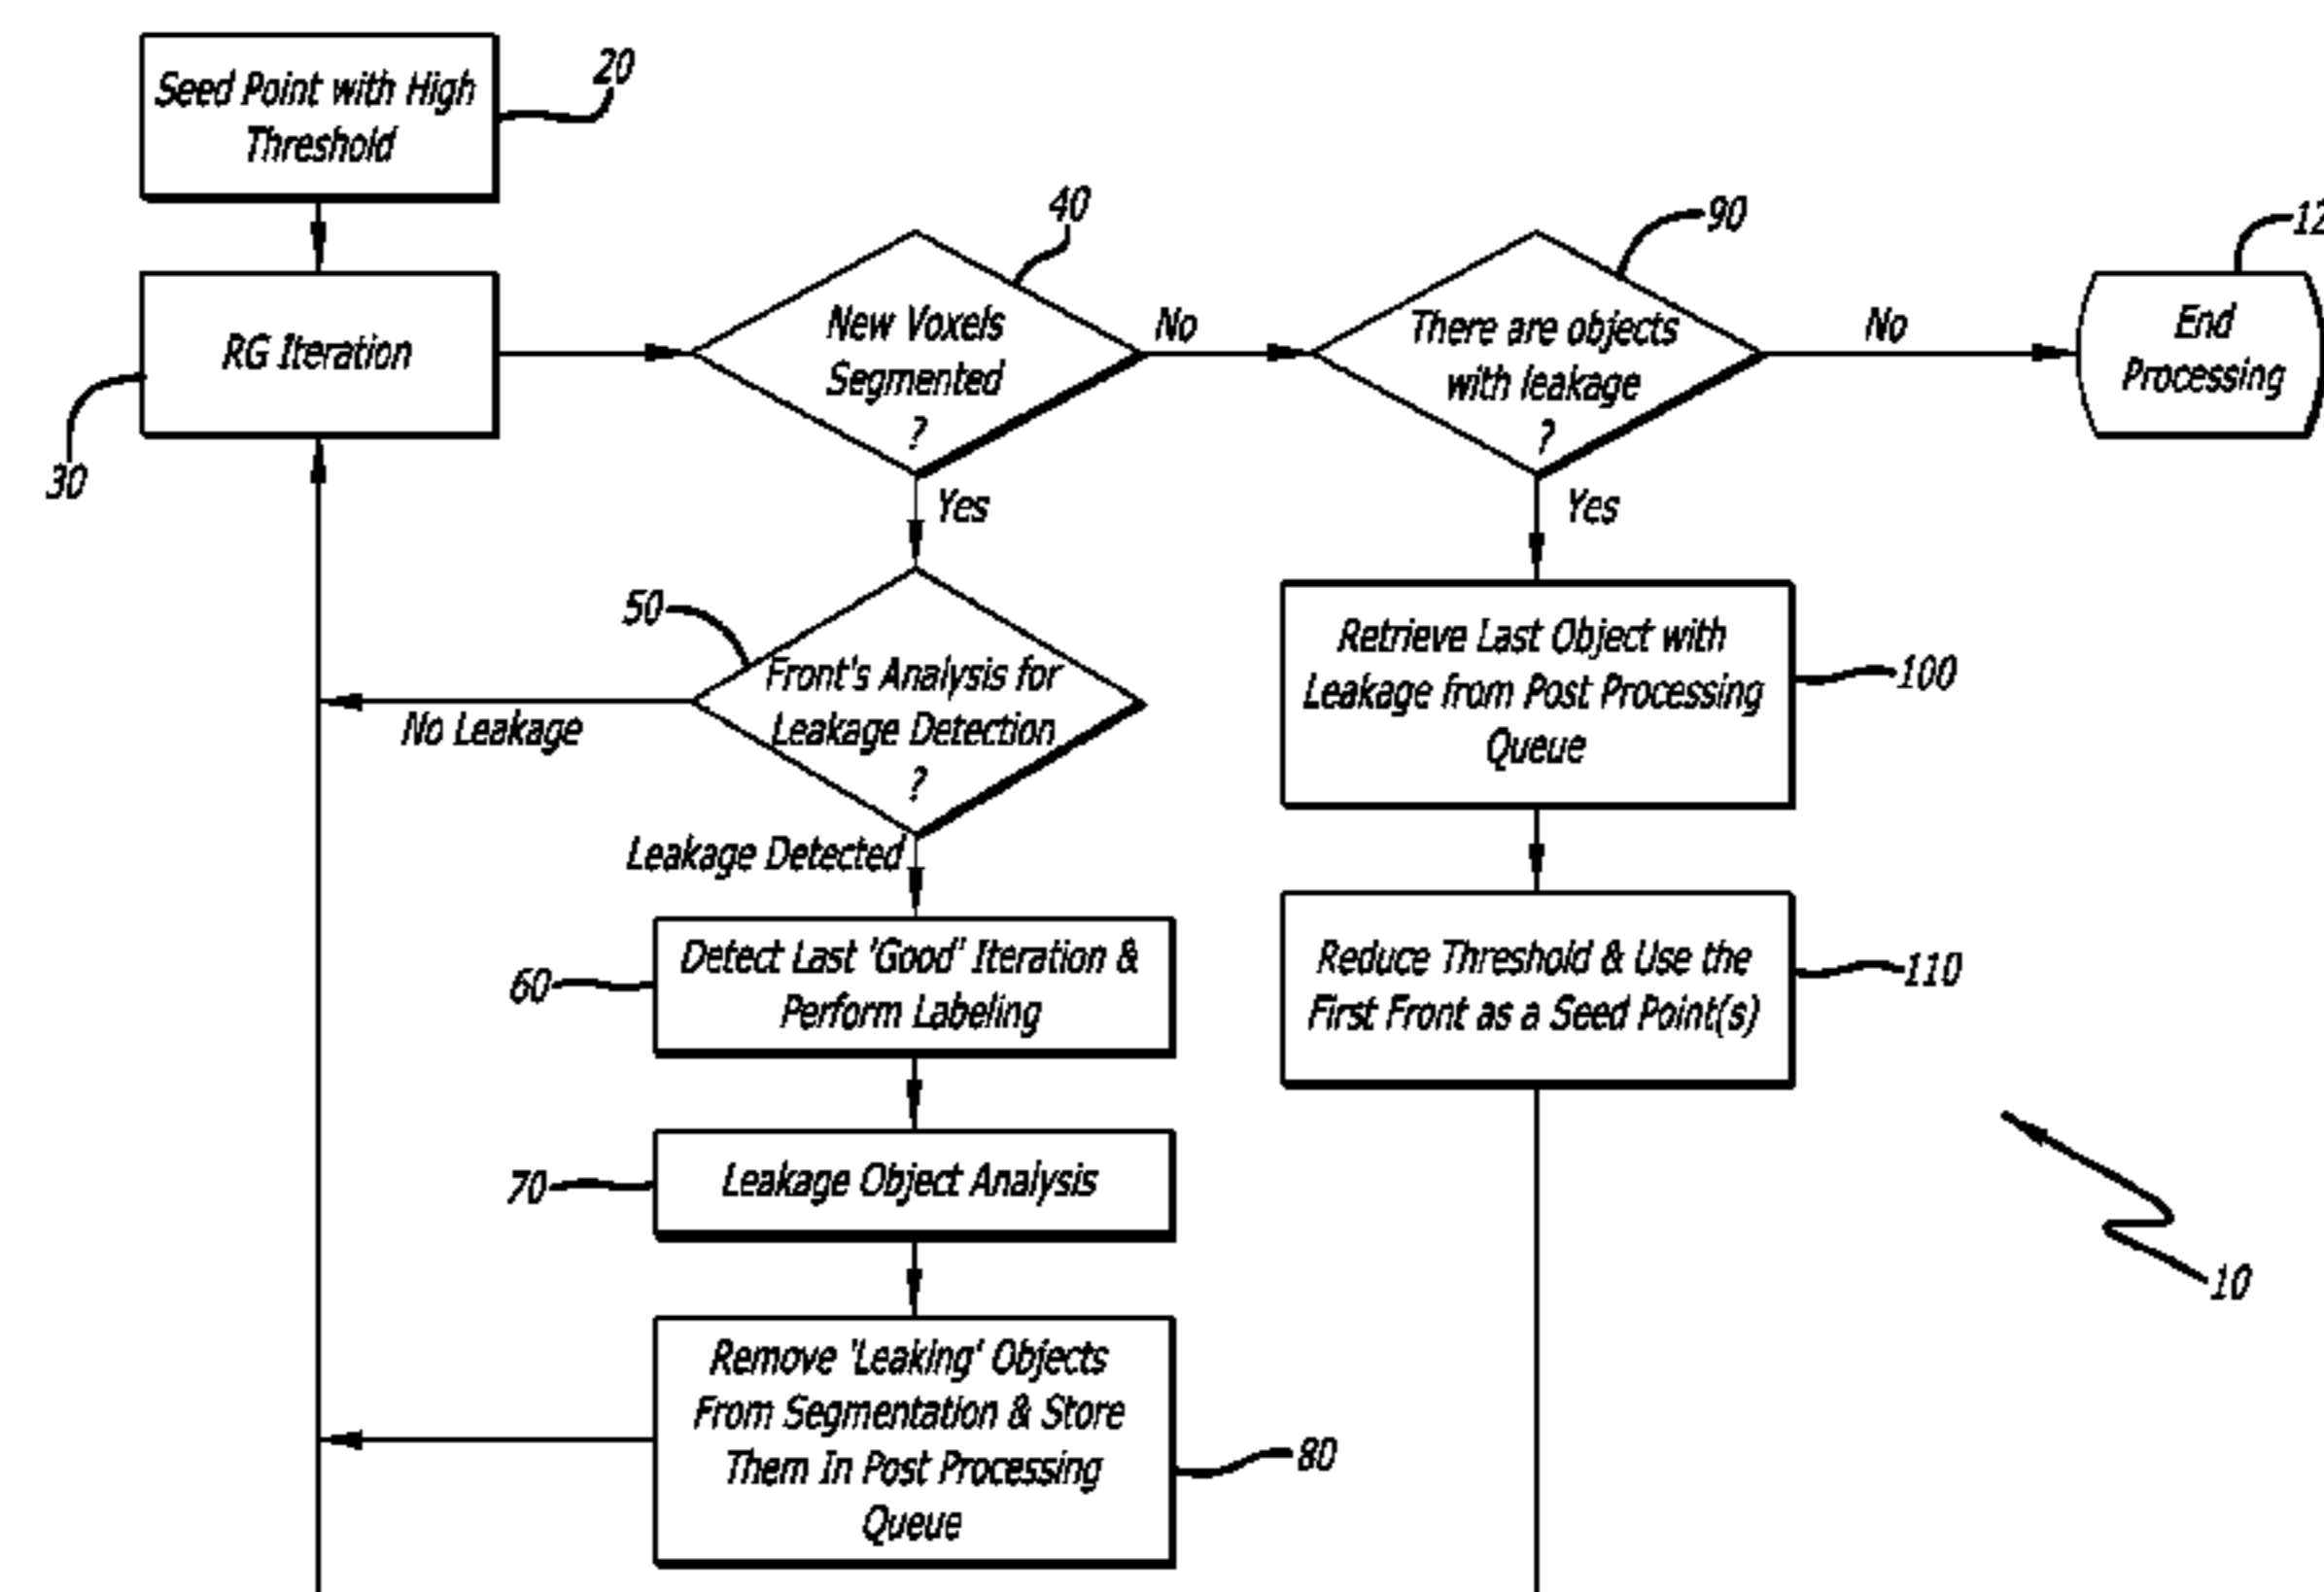 Seed Point with High
Threshold
20
RG Iteration
30
New Voxels
Segmented
?
40
No
Yes
There are objects
with leakage
?
90
No
Yes
End
Processing
12
Front's Analysis for
Leakage Detection
?
50
No Leakage
Leakage Detected
Retrieve Last Object with
Leakage from Post Processing
Queue
100
Detect Last 'Good' Iteration &
Perform Labeling
60
Reduce Threshold & Use the
First Front as a Seed Point(s)
110
Leakage Object Analysis
70
Remove 'Leaking' Objects
From Segmentation & Store
Them In Post Processing
Queue
80
10